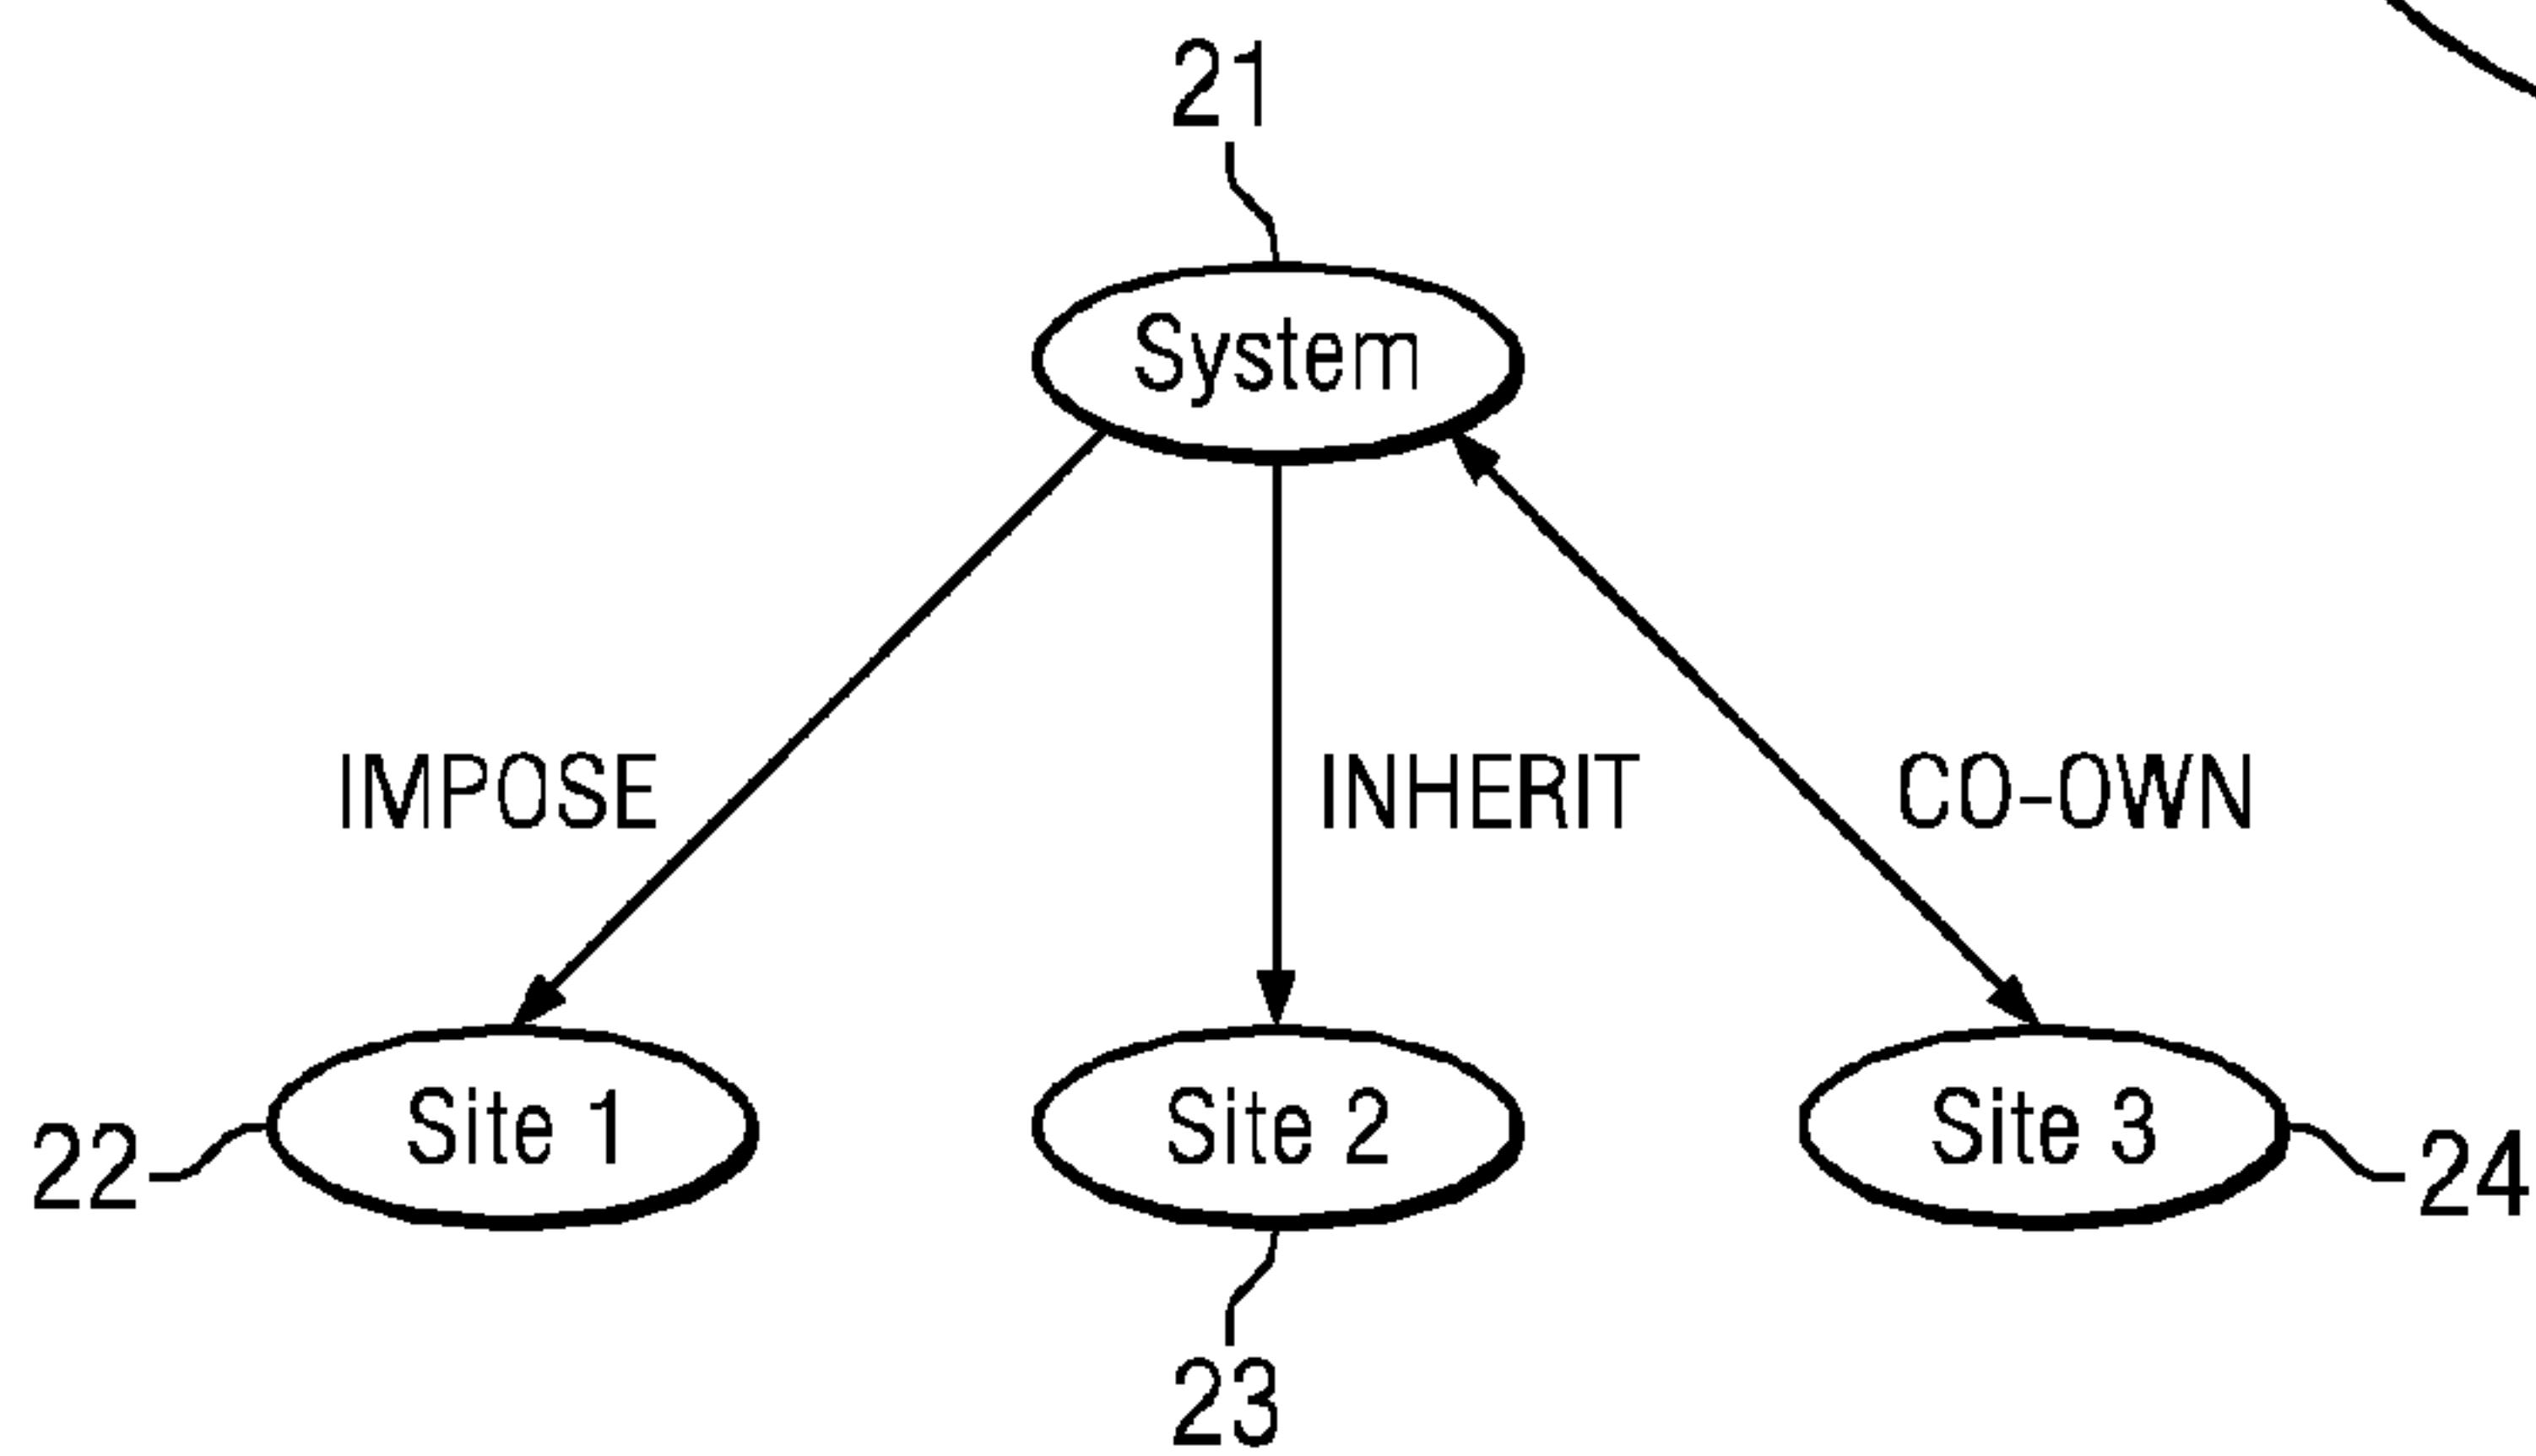 21
System
IMPOSE
INHERIT
CO-OWN
Site 1
Site 2
Site 3
22
24
23